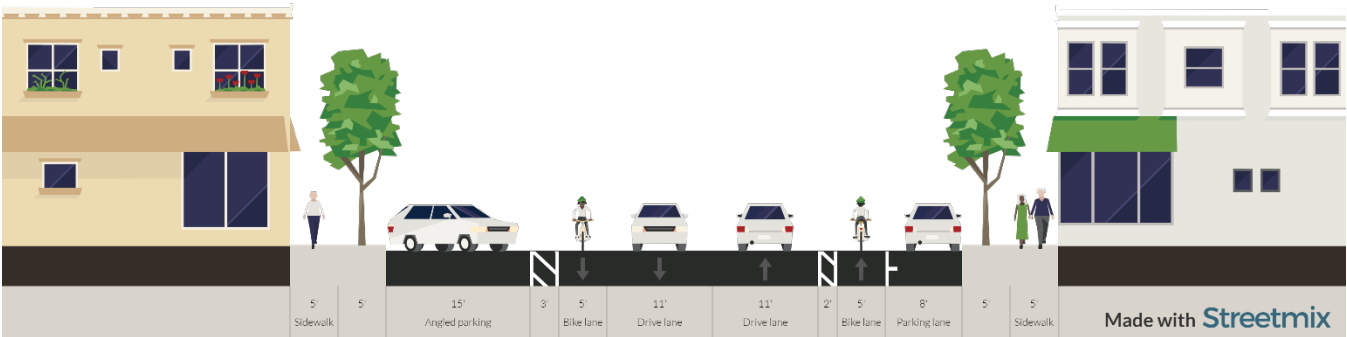 5' 5' 15' 3' 5' 11' 11' 2' 5' 8' 5' 5'
Sidewalk Angled parking Bike lane Drive lane Drive lane Bike lane Parking lane Sidewalk
Made with Streetmix